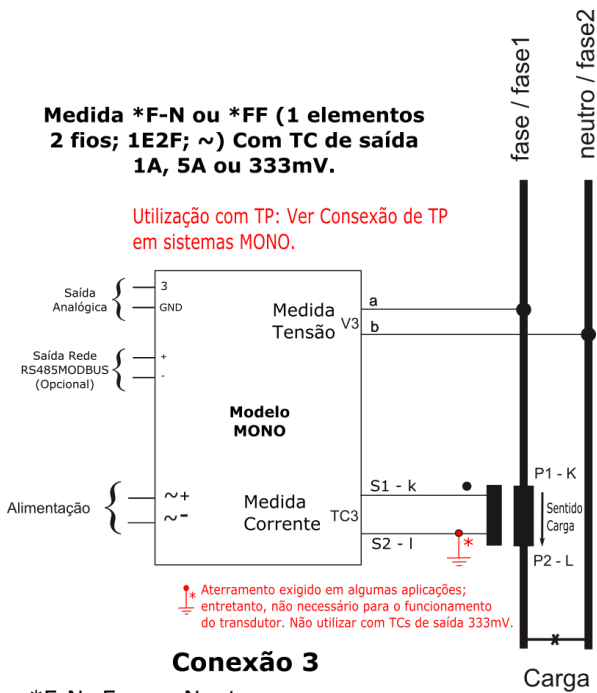 fase / fase1
neutro / fase2
Medida *F-N ou *FF (1 elementos
2 fios; 1E2F; ~) Com TC de saída
1A, 5A ou 333mV.
Utilização com TP: Ver Consexão de TP
em sistemas MONO.
Saída
Analógica
3
GND
Medida
Tensão
V3
a
b
Saída Rede
RS485MODBUS
(Opcional)
+
-
Modelo
MONO
Alimentação
~+
~-
Medida
Corrente
TC3
S1 - k
S2 - l
*
P1 - K
Sentido
Carga
P2 - L
* Aterramento exigido em algumas aplicações;
entretanto, não necessário para o funcionamento
do transdutor. Não utilizar com TCs de saída 333mV.
Conexão 3
Carga